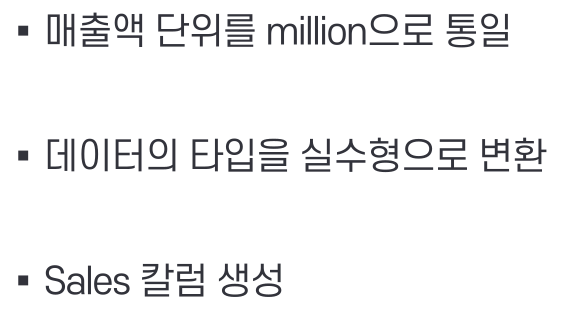 ▪ 매출액 단위를 million으로 통일
▪ 데이터의 타입을 실수형으로 변환
▪ Sales 칼럼 생성